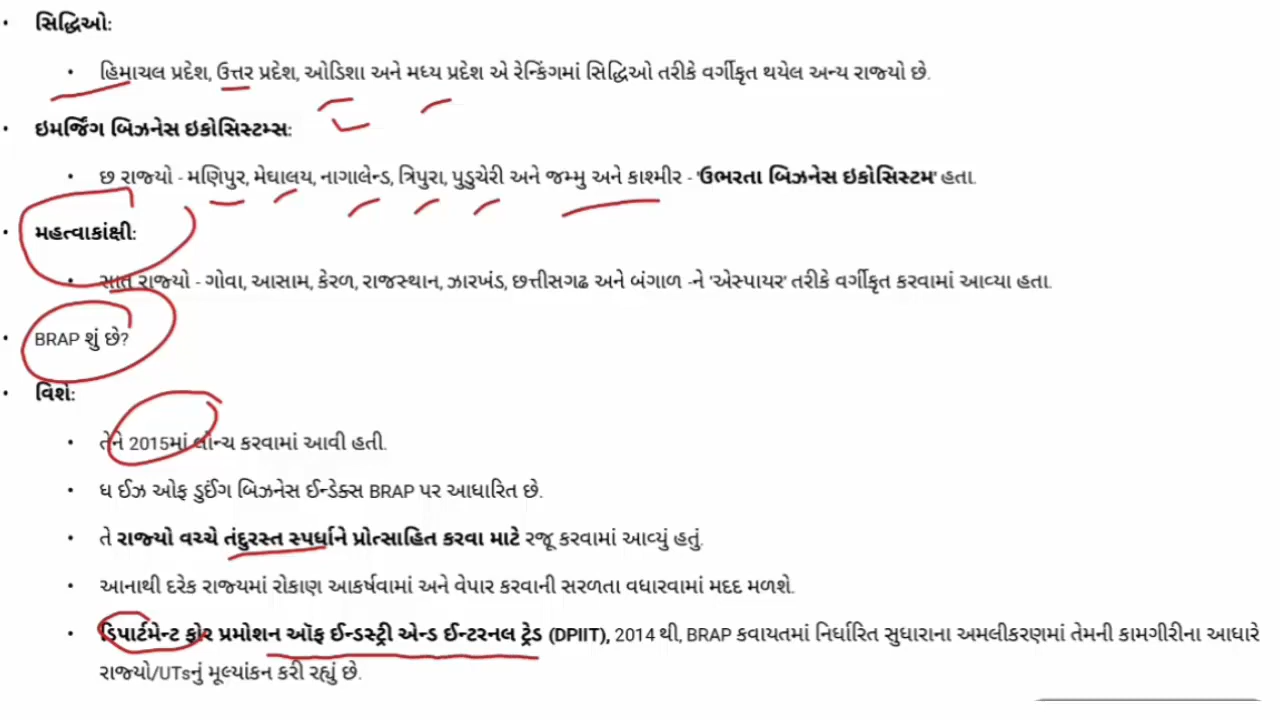 • સિદ્ધિઓ:
• હિમાચલ પ્રદેશ, ઉત્તર પ્રદેશ, ઓડિશા અને મધ્ય પ્રદેશ એ રેન્કિંગમાં સિદ્ધિઓ તરીકે વર્ગીકૃત થયેલ અન્ય રાજ્યો છે.
• ઇમર્જિંગ બિઝનેસ ઇકોસિસ્ટમ્સ:
• છ રાજ્યો - મણિપુર, મેઘાલય, નાગાલેન્ડ, ત્રિપુરા, પુડુચેરી અને જમ્મુ અને કાશ્મીર - 'ઉભરતા બિઝનેસ ઇકોસિસ્ટમ' હતા.
• મહત્વાકાંક્ષી:
• સાત રાજ્યો - ગોવા, આસામ, કેરળ, રાજસ્થાન, ઝારખંડ, છત્તીસગઢ અને બંગાળ -ને 'એસ્પાયર' તરીકે વર્ગીકૃત કરવામાં આવ્યા હતા.
• BRAP શું છે?
• વિશે:
• તેને 2015માં લોન્ચ કરવામાં આવી હતી.
• ધ ઈઝ ઓફ ડુઈંગ બિઝનેસ ઈન્ડેક્સ BRAP પર આધારિત છે.
• તે રાજ્યો વચ્ચે તંદુરસ્ત સ્પર્ધાને પ્રોત્સાહિત કરવા માટે રજૂ કરવામાં આવ્યું હતું.
• આનાથી દરેક રાજ્યમાં રોકાણ આકર્ષવામાં અને વેપાર કરવાની સરળતા વધારવામાં મદદ મળશે.
• ડિપાર્ટમેન્ટ ફોર પ્રમોશન ઑફ ઈન્ડસ્ટ્રી એન્ડ ઈન્ટરનલ ટ્રેડ (DPIIT), 2014 થી, BRAP કવાયતમાં નિર્ધારિત સુધારાના અમલીકરણમાં તેમની કામગીરીના આધારે
રાજ્યો/UTsનું મૂલ્યાંકન કરી રહ્યું છે.